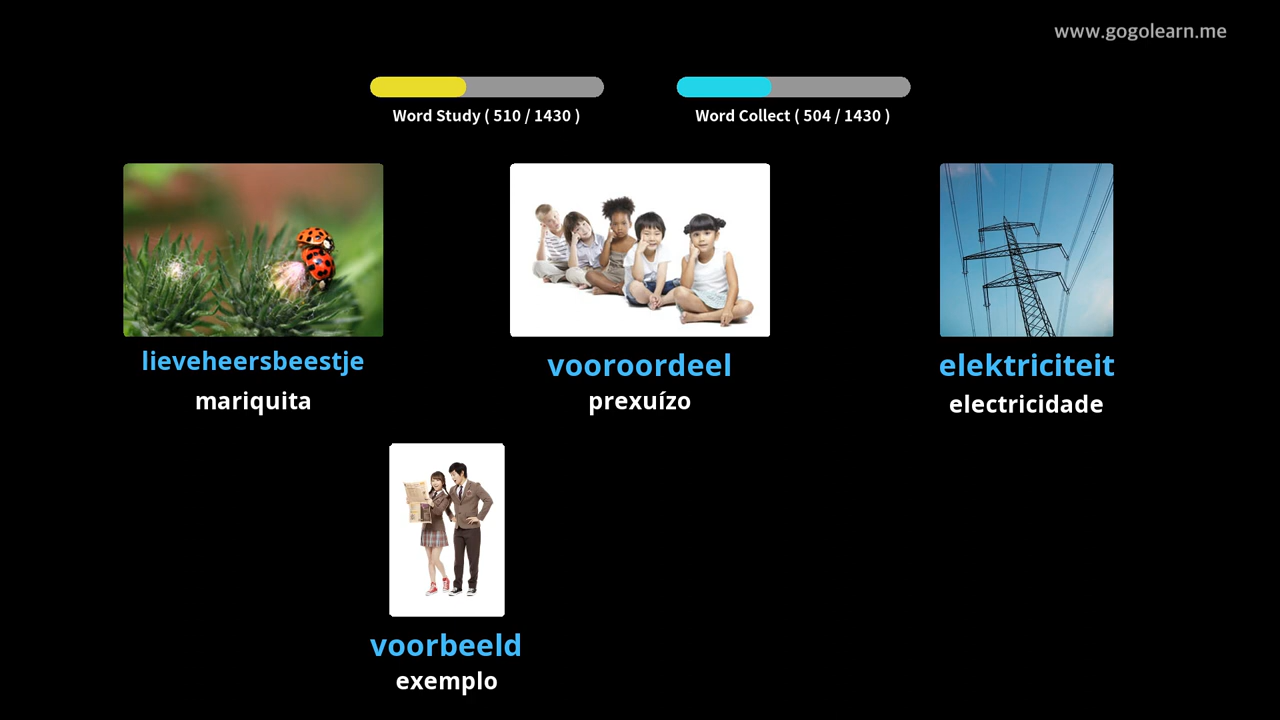 www.gogolearn.me
Word Study ( 510 / 1430 )
Word Collect ( 504 / 1430 )
lieveheersbeestje
mariquita
vooroordeel
prexuízo
elektriciteit
electricidade
voorbeeld
exemplo